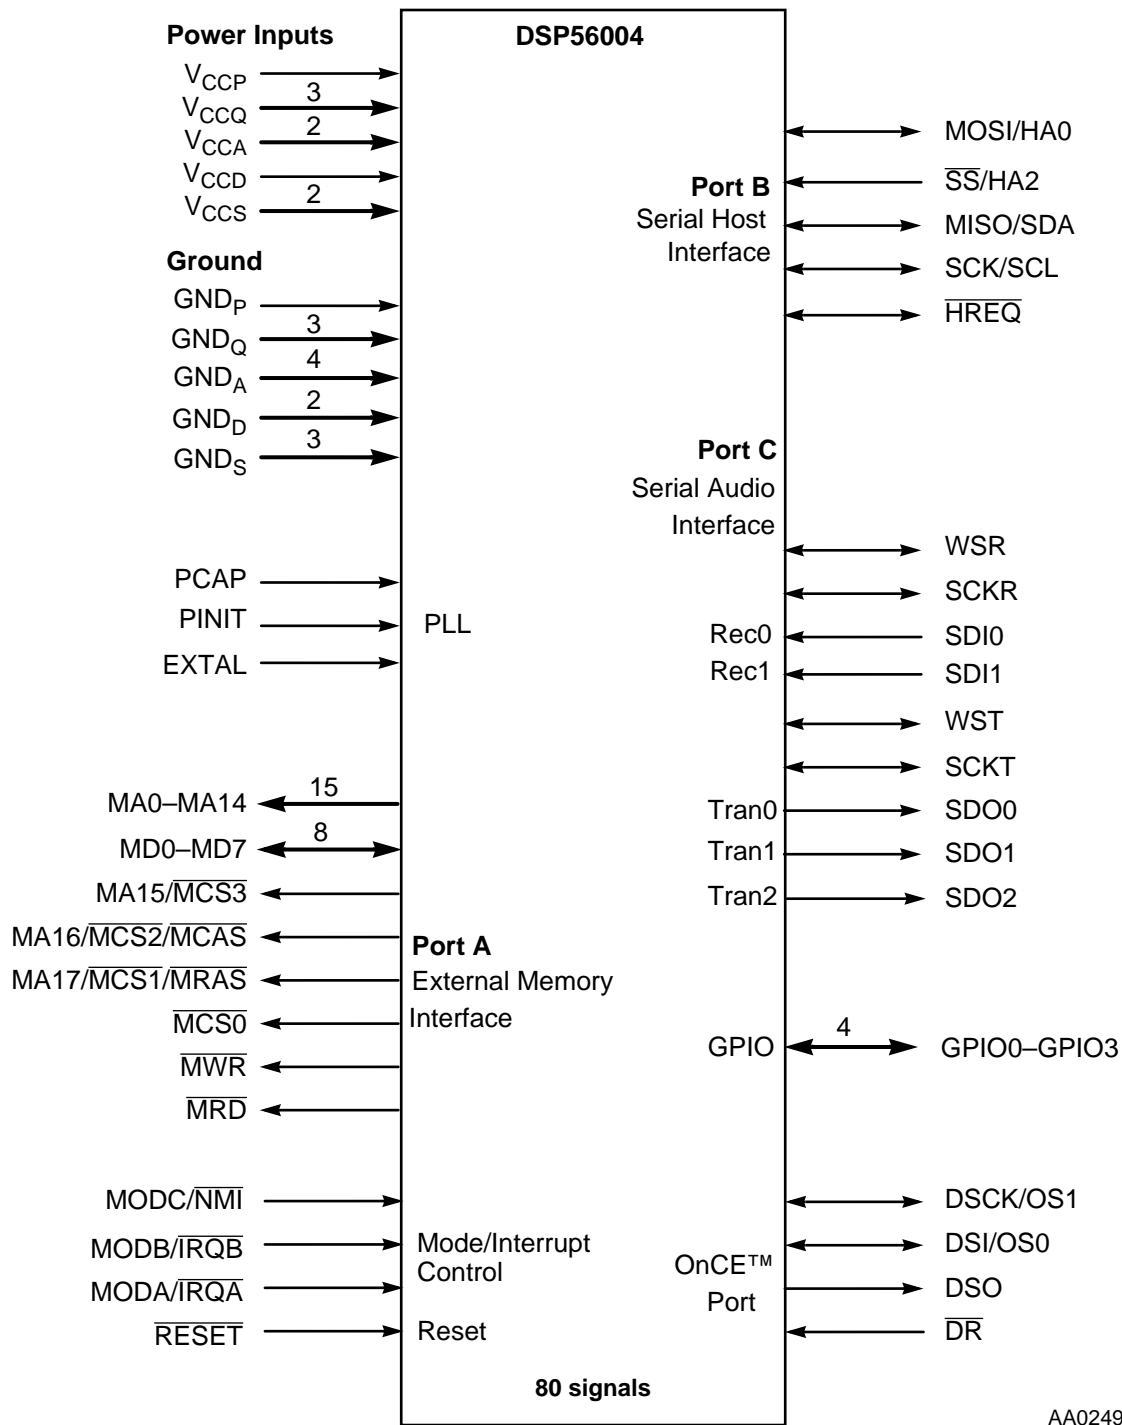 DSP56004
Power Inputs
VCCP
3
VCCQ
2
VCCA
VCCD
2
VCCS
Ground
GNDP
3
GNDQ
4
GNDA
2
GNDD
3
GNDS
PCAP
PINIT
PLL
EXTAL
15
MA0–MA14
8
MD0–MD7
MA15/MCS3
MA16/MCS2/MCAS
MA17/MCS1/MRAS
MCS0
MWR
MRD
Port A
External Memory
Interface
MODC/NMI
MODB/IRQB
MODA/IRQA
Mode/Interrupt
Control
RESET
Reset
Port B
Serial Host
Interface
MOSI/HA0
SS/HA2
MISO/SDA
SCK/SCL
HREQ
Port C
Serial Audio
Interface
WSR
SCKR
Rec0
SDI0
Rec1
SDI1
WST
SCKT
Tran0
SDO0
Tran1
SDO1
Tran2
SDO2
GPIO
4
GPIO0–GPIO3
OnCE™
Port
DSCK/OS1
DSI/OS0
DSO
DR
80 signals
AA0249